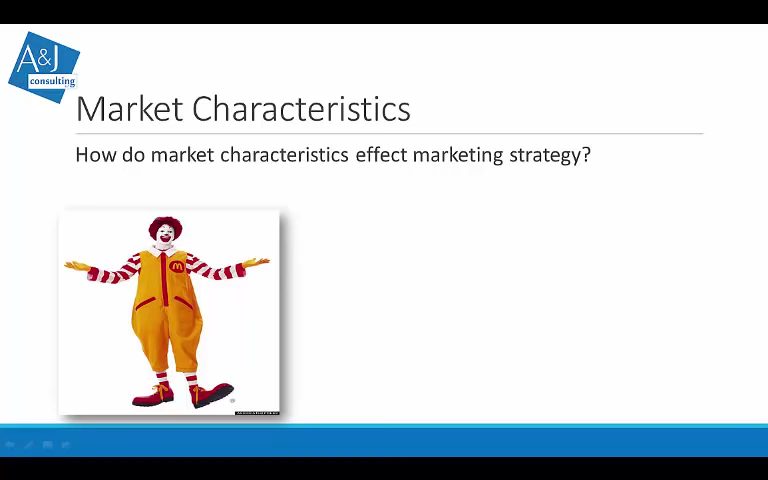 A&J
consulting
Market Characteristics
How do market characteristics effect marketing strategy?